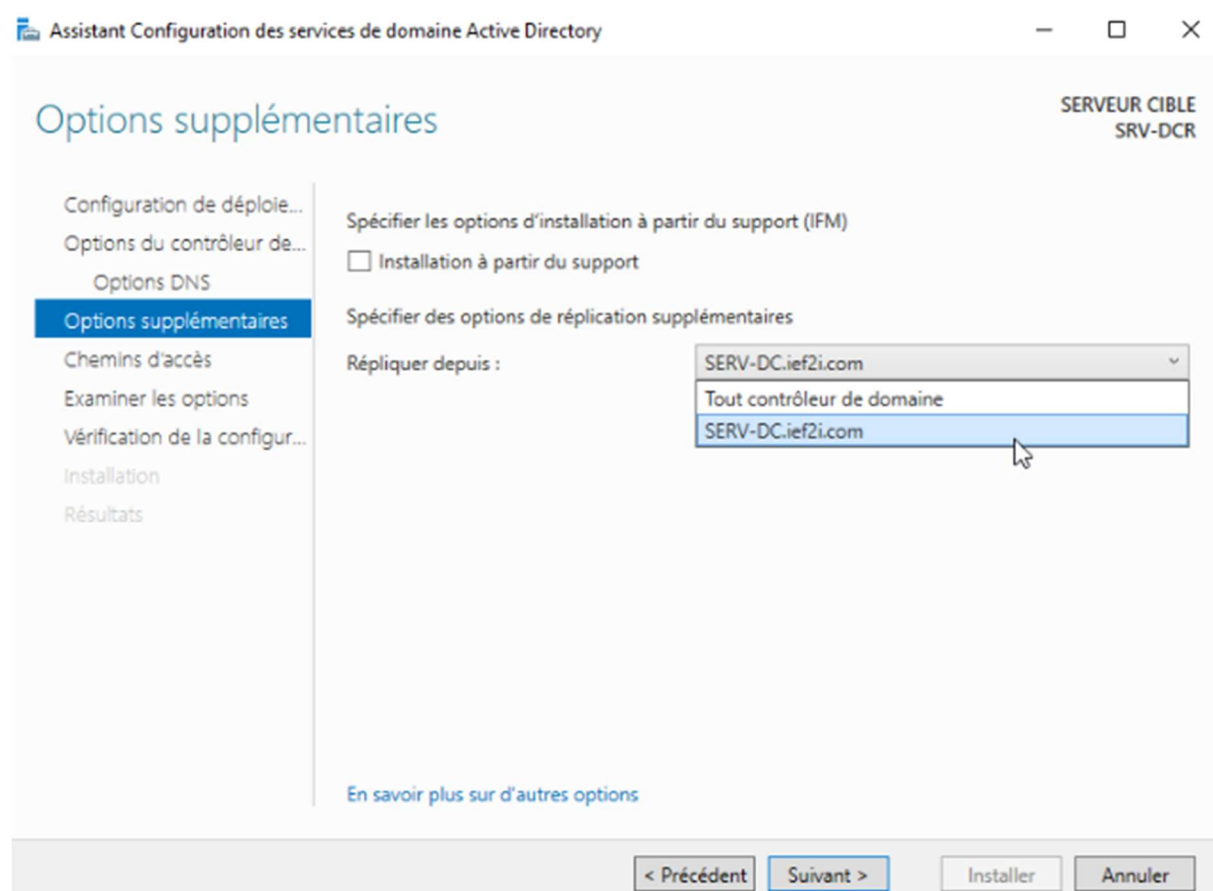 Assistant Configuration des services de domaine Active Directory
Options supplémentaires
SERVEUR CIBLE
SRV-DCR
Configuration de déploie...
Options du contrôleur de...
Options DNS
Options supplémentaires
Chemins d'accès
Examiner les options
Vérification de la configur...
Installation
Résultats
Spécifier les options d'installation à partir du support (IFM)
Installation à partir du support
Spécifier des options de réplication supplémentaires
Répliquer depuis :
SERV-DC.ief2i.com
Tout contrôleur de domaine
SERV-DC.ief2i.com
En savoir plus sur d'autres options
< Précédent
Suivant >
Installer
Annuler